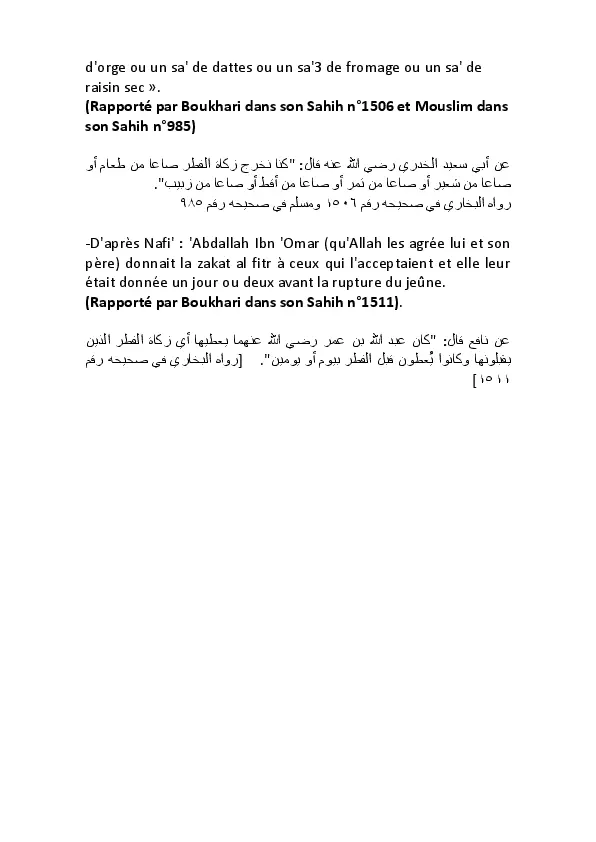 d'orge ou un sa' de dattes ou un sa'3 de fromage ou un sa' de
raisin sec ».
(Rapporté par Boukhari dans son Sahih n°1506 et Mouslim dans
son Sahih n°985)
عن أبي سعيد الخدري رضي الله عنه قال: "كنا نخرج زكاة الفطر صاعا من طعام أو
صاعا من شعير أو صاعا من تمر أو صاعا من أقط أو صاعا من زبيب".
رواه البخاري في صحيحه رقم ١٥٠٦ ومسلم في صحيحه رقم ٩٨٥
-D'après Nafi' : 'Abdallah Ibn 'Omar (qu'Allah les agrée lui et son
père) donnait la zakat al fitr à ceux qui l'acceptaient et elle leur
était donnée un jour ou deux avant la rupture du jeûne.
(Rapporté par Boukhari dans son Sahih n°1511).
عن نافع قال: "كان عبد الله بن عمر رضي الله عنهما يعطيها أي زكاة الفطر الذين
يقبلونها وكانوا يُعطون قبل الفطر بيوم أو يومين". [رواه البخاري في صحيحه رقم
١٥١١]